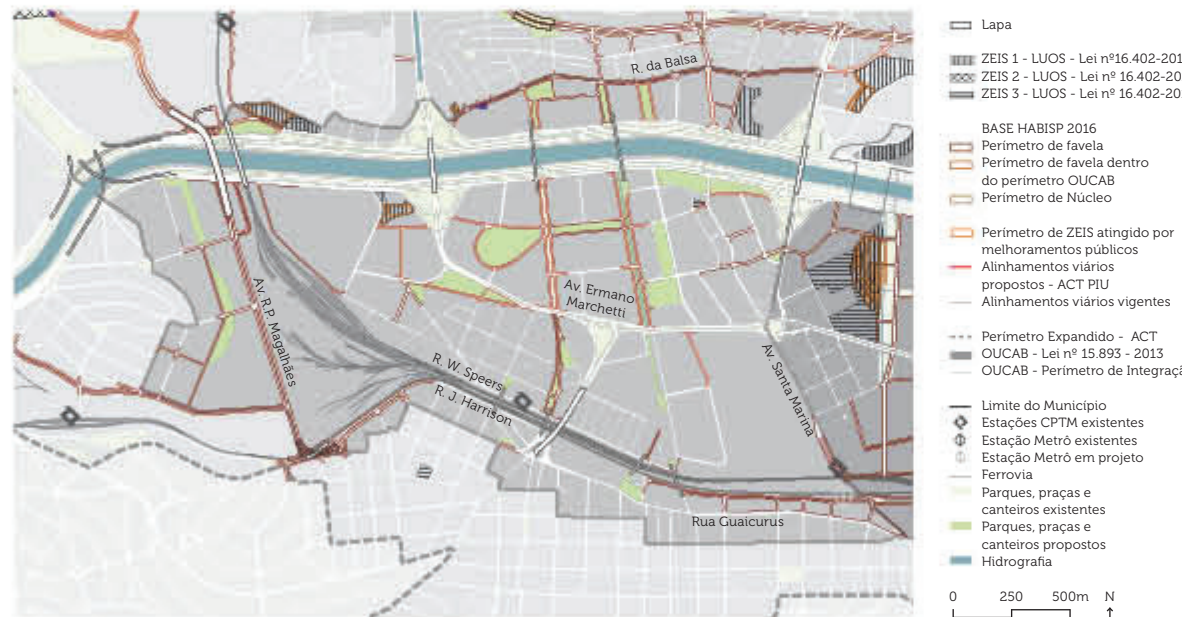 R. da Balsa
Av. Ermano
Marchetti
Av. R.P. Magalhães
R. W. Speers
R. J. Harrison
Av. Santa Marina
Rua Guaicurus
Lapa
ZEIS 1 - LUOS - Lei nº16.402-201
ZEIS 2 - LUOS - Lei nº 16.402-20
ZEIS 3 - LUOS - Lei nº 16.402-20
BASE HABISP 2016
Perímetro de favela
Perímetro de favela dentro
do perímetro OUCAB
Perímetro de Núcleo
Perímetro de ZEIS atingido por
melhoramentos públicos
Alinhamentos viários
propostos - ACT PIU
Alinhamentos viários vigentes
Perímetro Expandido - ACT
OUCAB - Lei nº 15.893 - 2013
OUCAB - Perímetro de Integraçã
Limite do Município
Estações CPTM existentes
Estação Metrô existentes
Estação Metrô em projeto
Ferrovia
Parques, praças e
canteiros existentes
Parques, praças e
canteiros propostos
Hidrografia
0 250 500m N